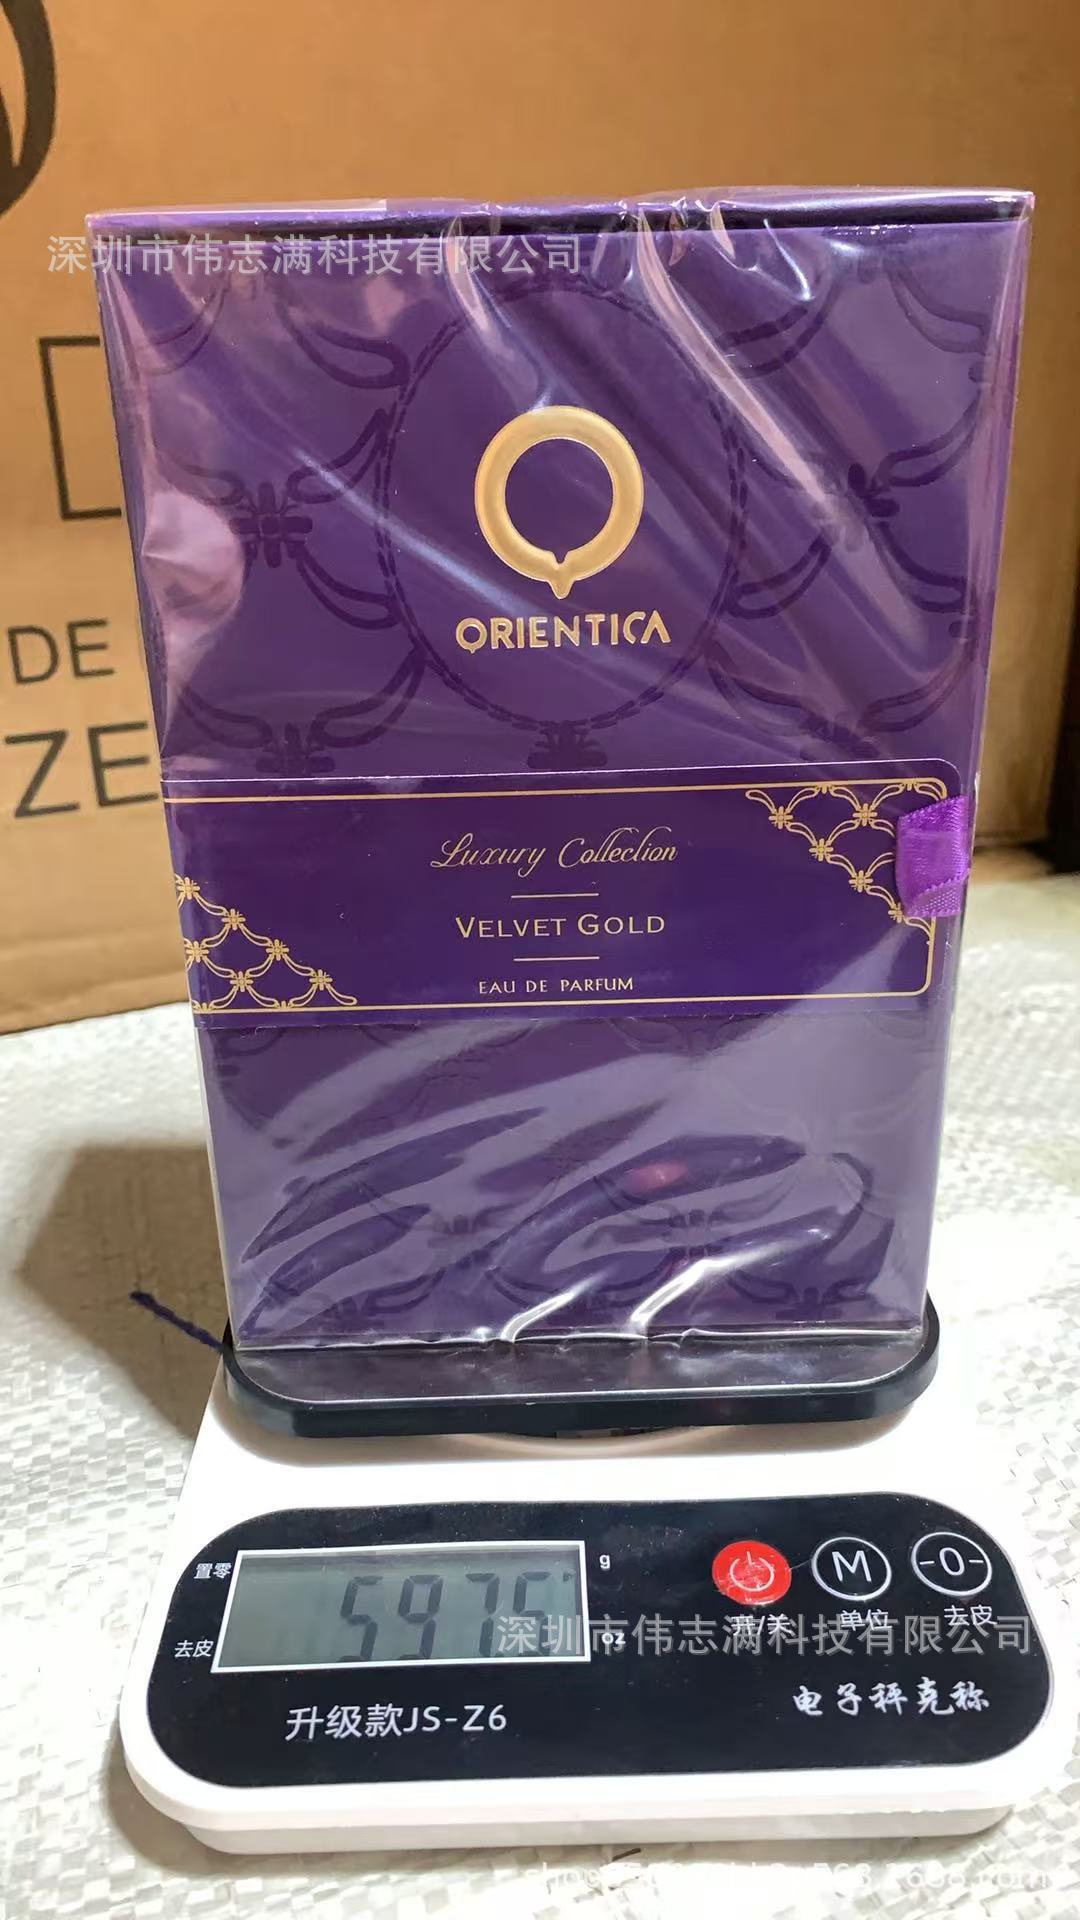 深圳市伟志满科技有限公司
DE
ZE
ORIENTICA
Luxury Collection
VELVET GOLD
EAU DE PARFUM
置零
g
开/关
M
单位
-0-
去皮
去皮
oz
深圳市伟志满科技有限公司
升级款JS-Z6
电子秤克称